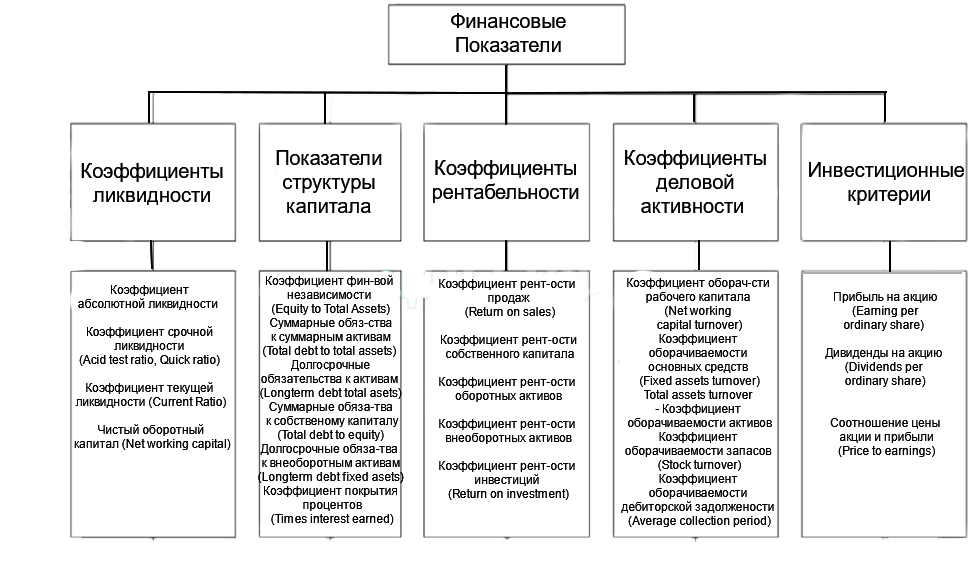 Финансовые
Показатели
Коэффициенты
ликвидности
Показатели
структуры
капитала
Коэффициенты
рентабельности
Коэффициенты
деловой
активности
Инвестиционные
критерии
Коэффициент
абсолютной ликвидности
Коэффициент срочной
ликвидности
(Acid test ratio, Quick ratio)
Коэффициент текущей
ликвидности (Current Ratio)
Чистый оборотный
капитал (Net working capital)
Коэффициент фин-вой
независимости
(Equity to Total Assets)
Суммарные обяз-ства
к суммарным активам
(Total debt to total assets)
Долгосрочные
обязательства к активам
(Longterm debt total asets)
Суммарные обяза-тва
к собственому капиталу
(Total debt to equity)
Долгосрочные обяза-тва
к внеоборотным активам
(Longterm debt fixed asets)
Коэффициент покрытия
процентов
(Times interest earned)
Коэффициент рент-ости
продаж
(Return on sales)
Коэффициент рент-ости
собственного капитала
Коэффициент рент-ости
оборотных активов
Коэффициент рент-ости
внеоборотных активов
Коэффициент рент-ости
инвестиций
(Return on investment)
Коэффициент оборач-сти
рабочего капитала
(Net working
capital turnover)
Коэффициент
оборачиваемости
основных средств
(Fixed assets turnover)
Total assets turnover
- Коэффициент
оборачиваемости активов
Коэффициент
оборачиваемости запасов
(Stock turnover)
Коэффициент
оборачиваемости
дебиторской задолжености
(Average collection period)
Прибыль на акцию
(Earning per
ordinary share)
Дивиденды на акцию
(Dividends per
ordinary share)
Соотношение цены
акции и прибыли
(Price to earnings)